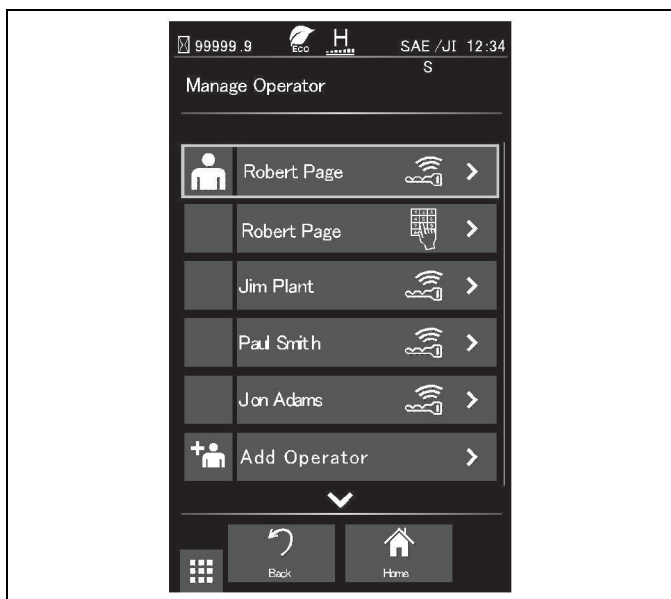 99999.9 ECO H SAE/JI 12:34
S
Manage Operator
Robert Page
Robert Page
Jim Plant
Paul Smith
Jon Adams
Add Operator
Back Home